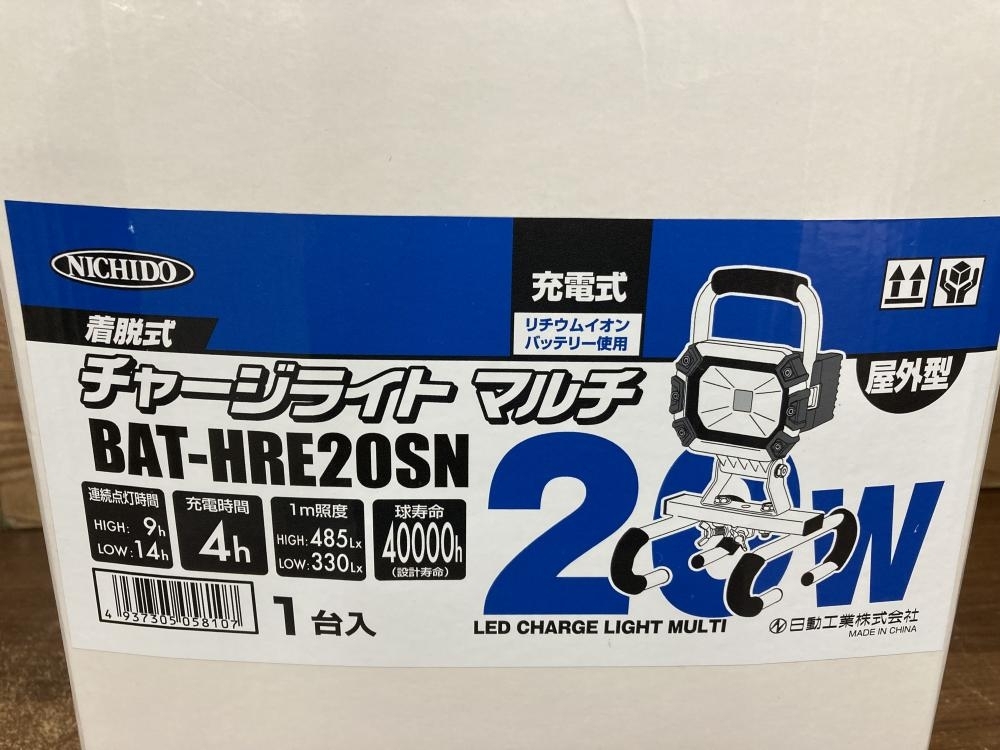 NICHIDO
充電式
リチウムイオン
バッテリー使用
着脱式
チャージライト マルチ
屋外型
BAT-HRE20SN
連続点灯時間
HIGH: 9h
LOW: 14h
充電時間
4h
1m照度
HIGH: 485Lx
LOW: 330Lx
球寿命
40000h
(設計寿命)
20W
4 937305 058107
1台入
LED CHARGE LIGHT MULTI
日動工業株式会社
MADE IN CHINA